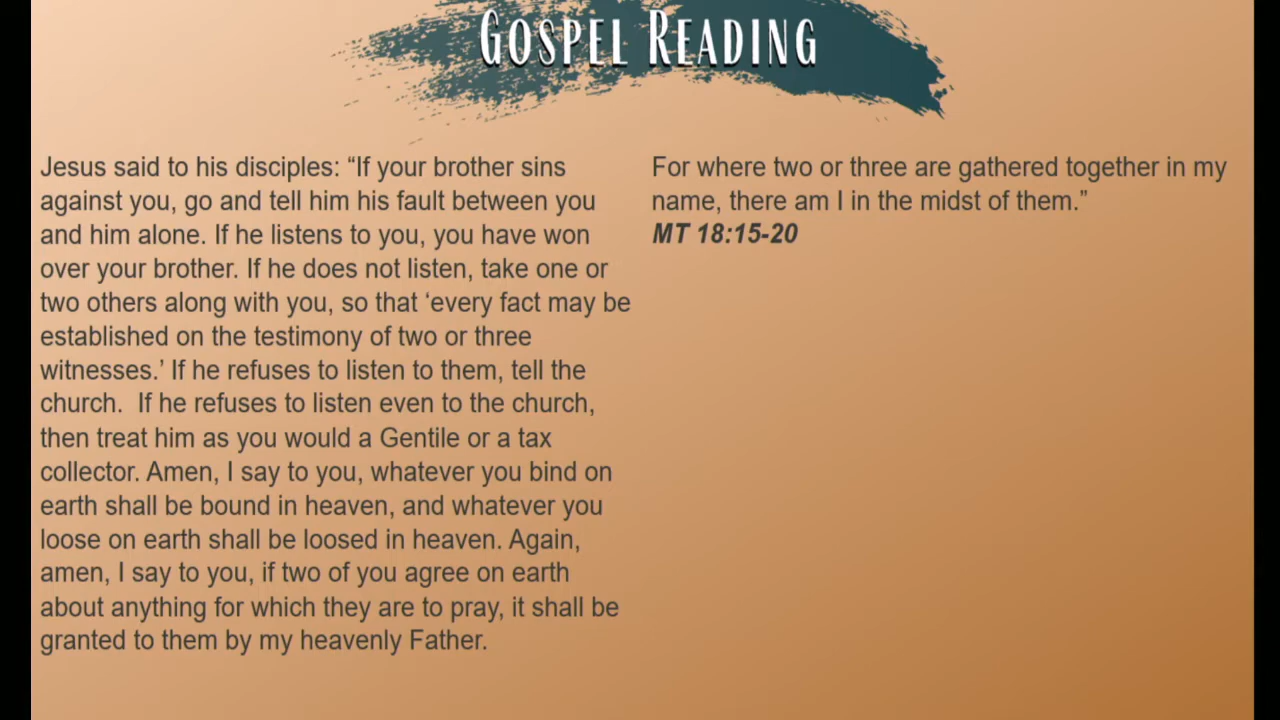 GOSPEL READING
Jesus said to his disciples: “If your brother sins
against you, go and tell him his fault between you
and him alone. If he listens to you, you have won
over your brother. If he does not listen, take one or
two others along with you, so that ‘every fact may be
established on the testimony of two or three
witnesses.’ If he refuses to listen to them, tell the
church.  If he refuses to listen even to the church,
then treat him as you would a Gentile or a tax
collector. Amen, I say to you, whatever you bind on
earth shall be bound in heaven, and whatever you
loose on earth shall be loosed in heaven. Again,
amen, I say to you, if two of you agree on earth
about anything for which they are to pray, it shall be
granted to them by my heavenly Father.
For where two or three are gathered together in my
name, there am I in the midst of them.”
MT 18:15-20